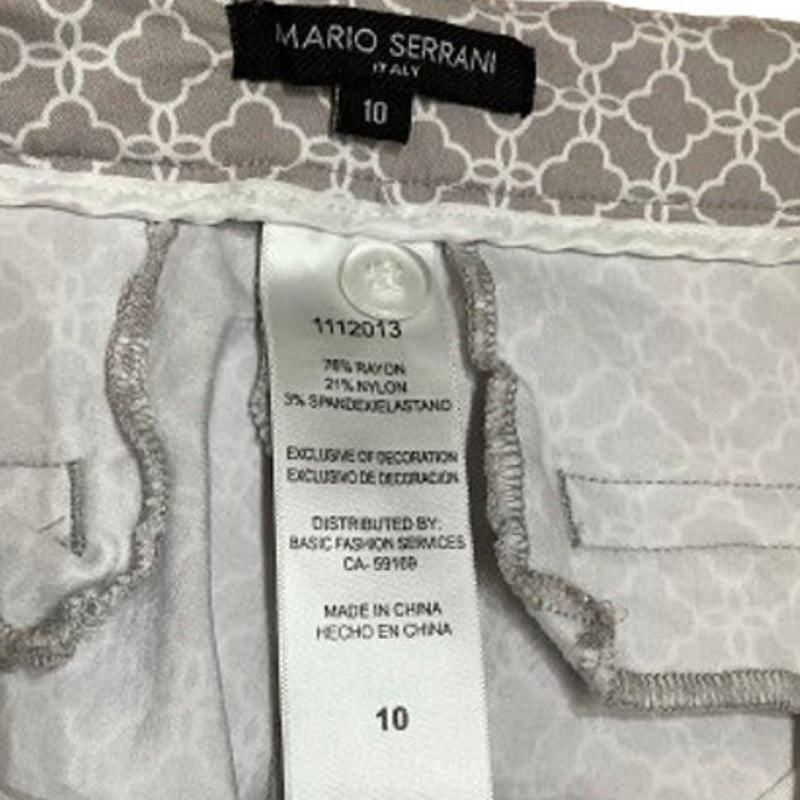 MARIO SERRANI
ITALY
10
1112013
76% RAYON
21% NYLON
3% SPANDEX/ELASTANO
EXCLUSIVE OF DECORATION
EXCLUSIVO DE DECORACION
DISTRIBUTED BY:
BASIC FASHION SERVICES
CA- 59169
MADE IN CHINA
HECHO EN CHINA
10